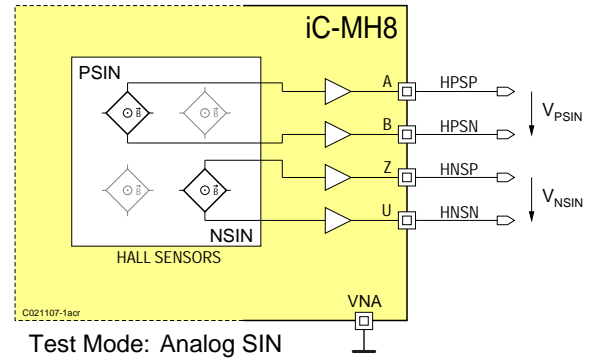 iC-MH8
PSIN
A HPSP
B HPSN
V_PSIN
Z HNSP
U HNSN
V_NSIN
B
B
B
B
NSIN
HALL SENSORS
C021107-1acr
VNA
Test Mode: Analog SIN